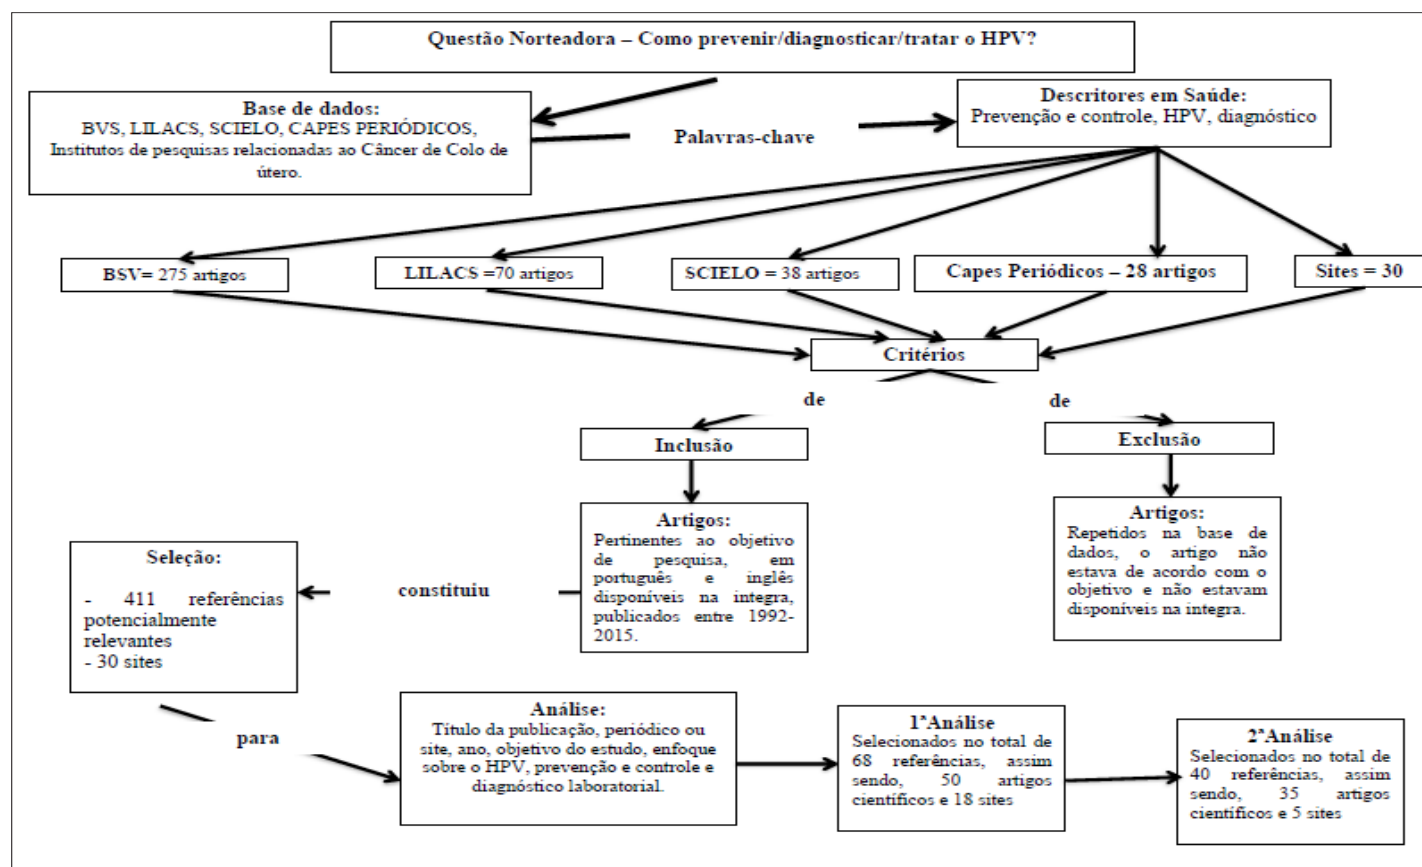 Questão Norteadora – Como prevenir/diagnosticar/tratar o HPV?
Base de dados:
BVS, LILACS, SCIELO, CAPES PERIÓDICOS,
Institutos de pesquisas relacionadas ao Câncer de Colo de
útero.
Palavras-chave
Descritores em Saúde:
Prevenção e controle, HPV, diagnóstico
BSV= 275 artigos
LILACS =70 artigos
SCIELO = 38 artigos
Capes Periódicos – 28 artigos
Sites = 30
Critérios
de
de
Inclusão
Exclusão
Artigos:
Pertinentes ao objetivo
de pesquisa, em
português e inglês
disponíveis na integra,
publicados entre 1992-
2015.
Artigos:
Repetidos na base de
dados, o artigo não
estava de acordo com o
objetivo e não estavam
disponíveis na integra.
constituiu
Seleção:
- 411 referências
potencialmente
relevantes
- 30 sites
para
Análise:
Título da publicação, periódico ou
site, ano, objetivo do estudo, enfoque
sobre o HPV, prevenção e controle e
diagnóstico laboratorial.
1ªAnálise
Selecionados no total de
68 referências, assim
sendo, 50 artigos
científicos e 18 sites
2ªAnálise
Selecionados no total de
40 referências, assim
sendo, 35 artigos
científicos e 5 sites